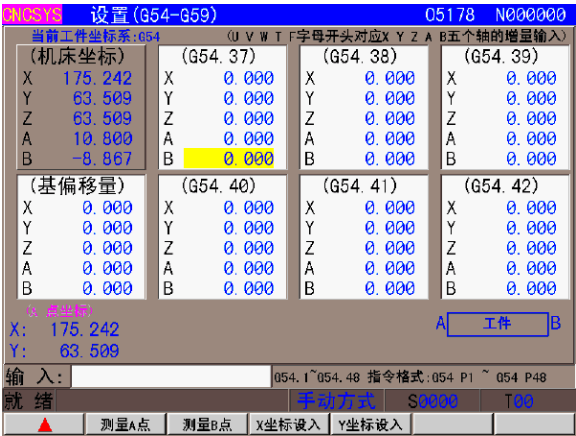 CNCSYS 设置(G54-G59) O5178 N000000
当前工件坐标系:G54 (U V W T F字母开头对应X Y Z A B五个轴的增量输入)
(机床坐标) (G54.37) (G54.38) (G54.39)
X 175.242 X 0.000 X 0.000 X 0.000
Y 63.509 Y 0.000 Y 0.000 Y 0.000
Z 63.509 Z 0.000 Z 0.000 Z 0.000
A 10.800 A 0.000 A 0.000 A 0.000
B -8.867 B 0.000 B 0.000 B 0.000
(基偏移量) (G54.40) (G54.41) (G54.42)
X 0.000 X 0.000 X 0.000 X 0.000
Y 0.000 Y 0.000 Y 0.000 Y 0.000
Z 0.000 Z 0.000 Z 0.000 Z 0.000
A 0.000 A 0.000 A 0.000 A 0.000
B 0.000 B 0.000 B 0.000 B 0.000
点坐标)
X: 175.242 A 工件 B
Y: 63.509
输 入: G54.1~G54.48 指令格式:G54 P1 ~ G54 P48
就 绪 手动方式 S0000 T00
测量A点 测量B点 X坐标设入 Y坐标设入